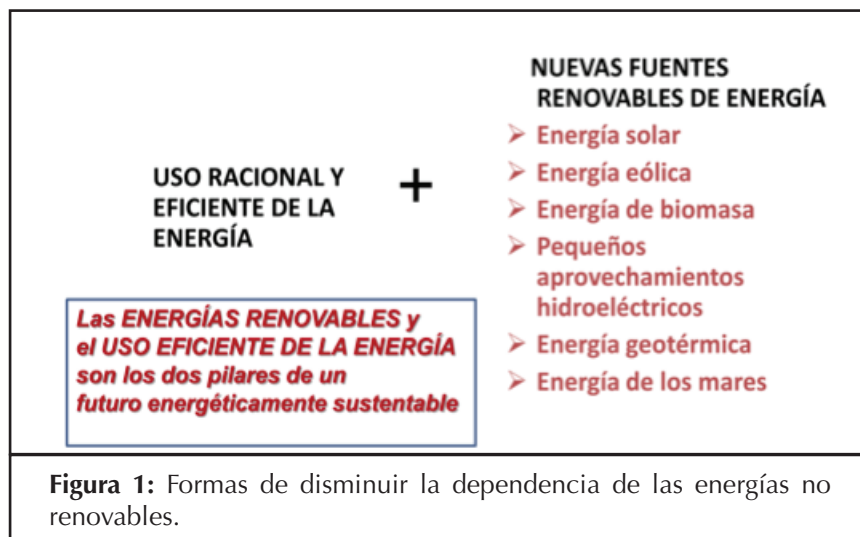 USO RACIONAL Y
EFICIENTE DE LA
ENERGÍA
+
NUEVAS FUENTES
RENOVABLES DE ENERGÍA
➢ Energía solar
➢ Energía eólica
➢ Energía de biomasa
➢ Pequeños
aprovechamientos
hidroeléctricos
➢ Energía geotérmica
➢ Energía de los mares
Las ENERGÍAS RENOVABLES y
el USO EFICIENTE DE LA ENERGÍA
son los dos pilares de un
futuro energéticamente sustentable
Figura 1: Formas de disminuir la dependencia de las energías no
renovables.